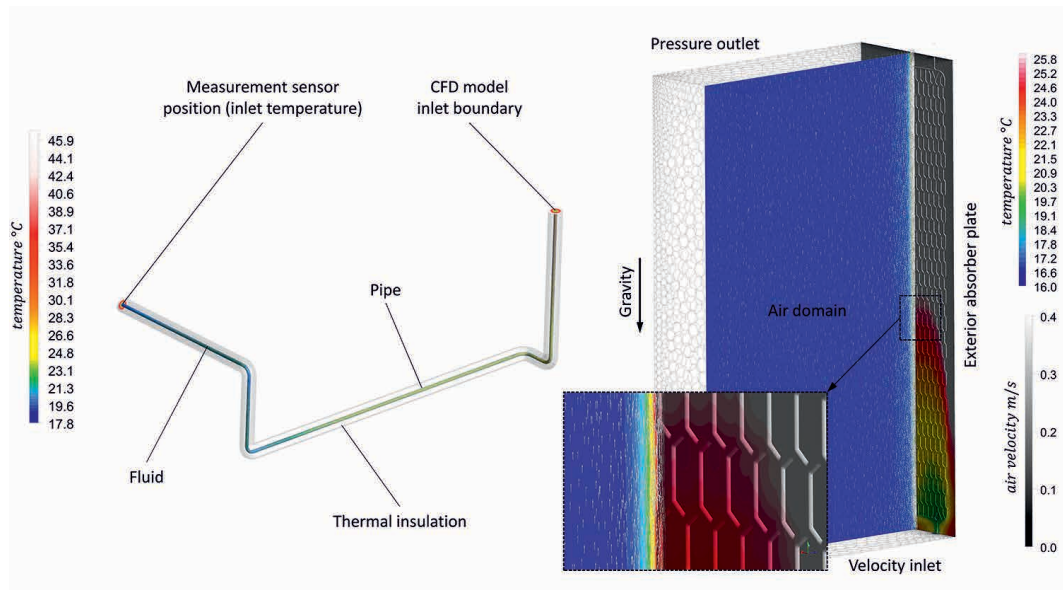 Measurement sensor
position (inlet temperature)
CFD model
inlet boundary
temperature °C
45.9
44.1
42.4
40.6
38.9
37.1
35.4
33.6
31.8
30.1
28.3
26.6
24.8
23.1
21.3
19.6
17.8
Pipe
Fluid
Thermal insulation
Pressure outlet
Gravity
Air domain
Exterior absorber plate
Velocity inlet
temperature °C
25.8
25.2
24.6
24.0
23.3
22.7
22.1
21.5
20.9
20.3
19.7
19.1
18.4
17.8
17.2
16.6
16.0
air velocity m/s
0.4
0.3
0.2
0.1
0.0